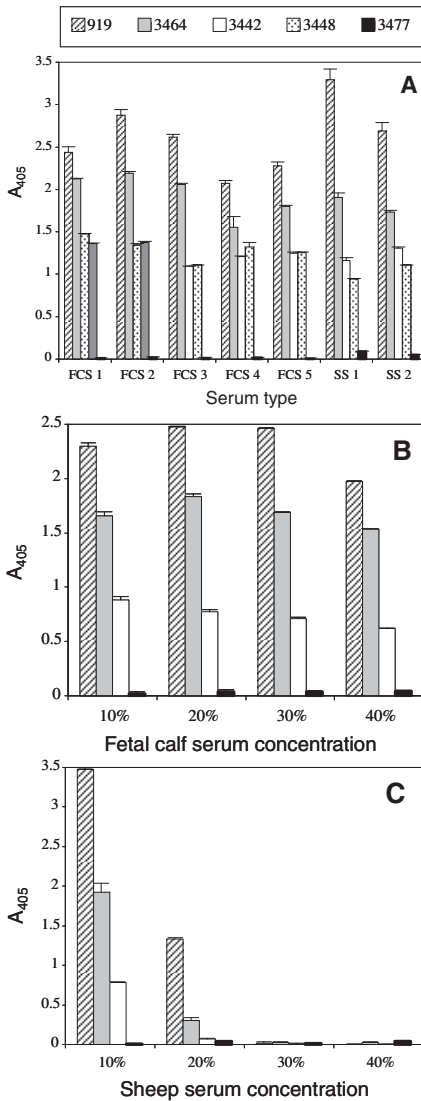 919 3464 3442 3448 3477
A
3.5
3
2.5
2
1.5
1
0.5
0
A405
FCS 1 FCS 2 FCS 3 FCS 4 FCS 5 SS 1 SS 2
Serum type
B
2.5
2
1.5
1
0.5
0
A405
10% 20% 30% 40%
Fetal calf serum concentration
C
3.5
3
2.5
2
1.5
1
0.5
0
A405
10% 20% 30% 40%
Sheep serum concentration